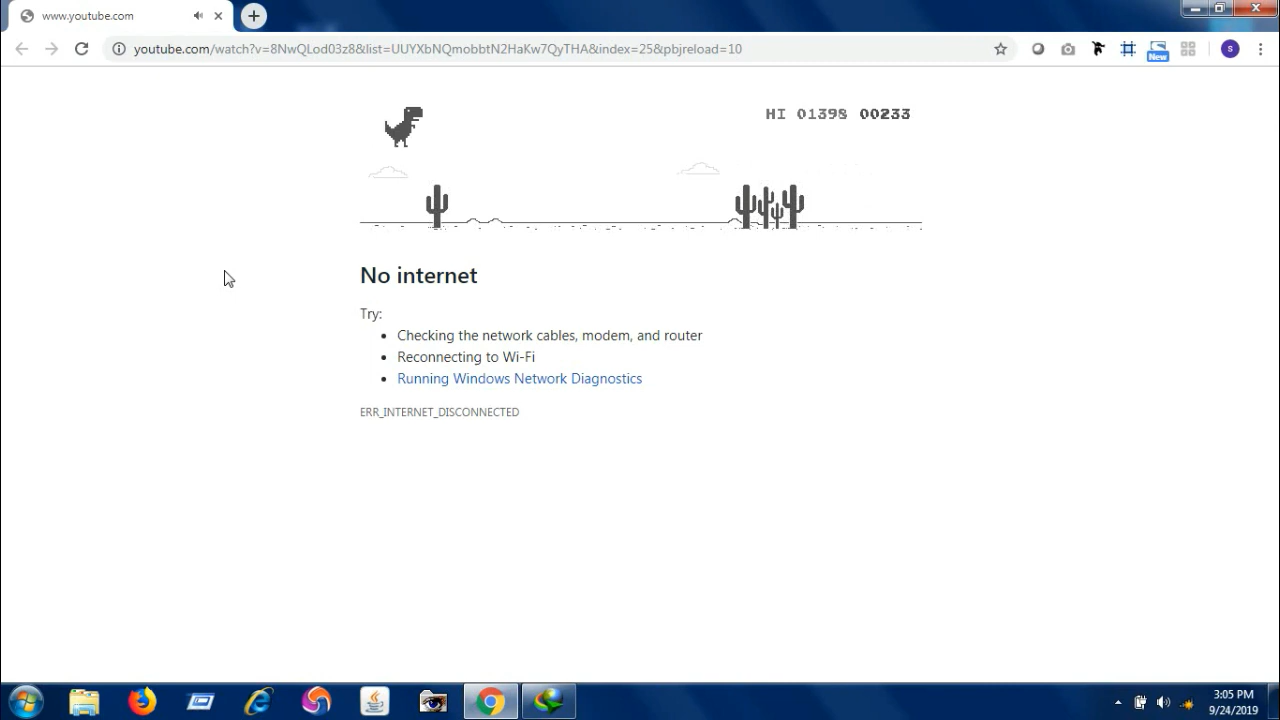 www.youtube.com
youtube.com/watch?v=8NwQLod03z8&list=UUYXbNQmobbtN2HaKw7QyTHA&index=25&pbjreload=10
New
s
HI 01398 00233
No internet
Try:
Checking the network cables, modem, and router
Reconnecting to Wi-Fi
Running Windows Network Diagnostics
ERR_INTERNET_DISCONNECTED
3:05 PM
9/24/2019